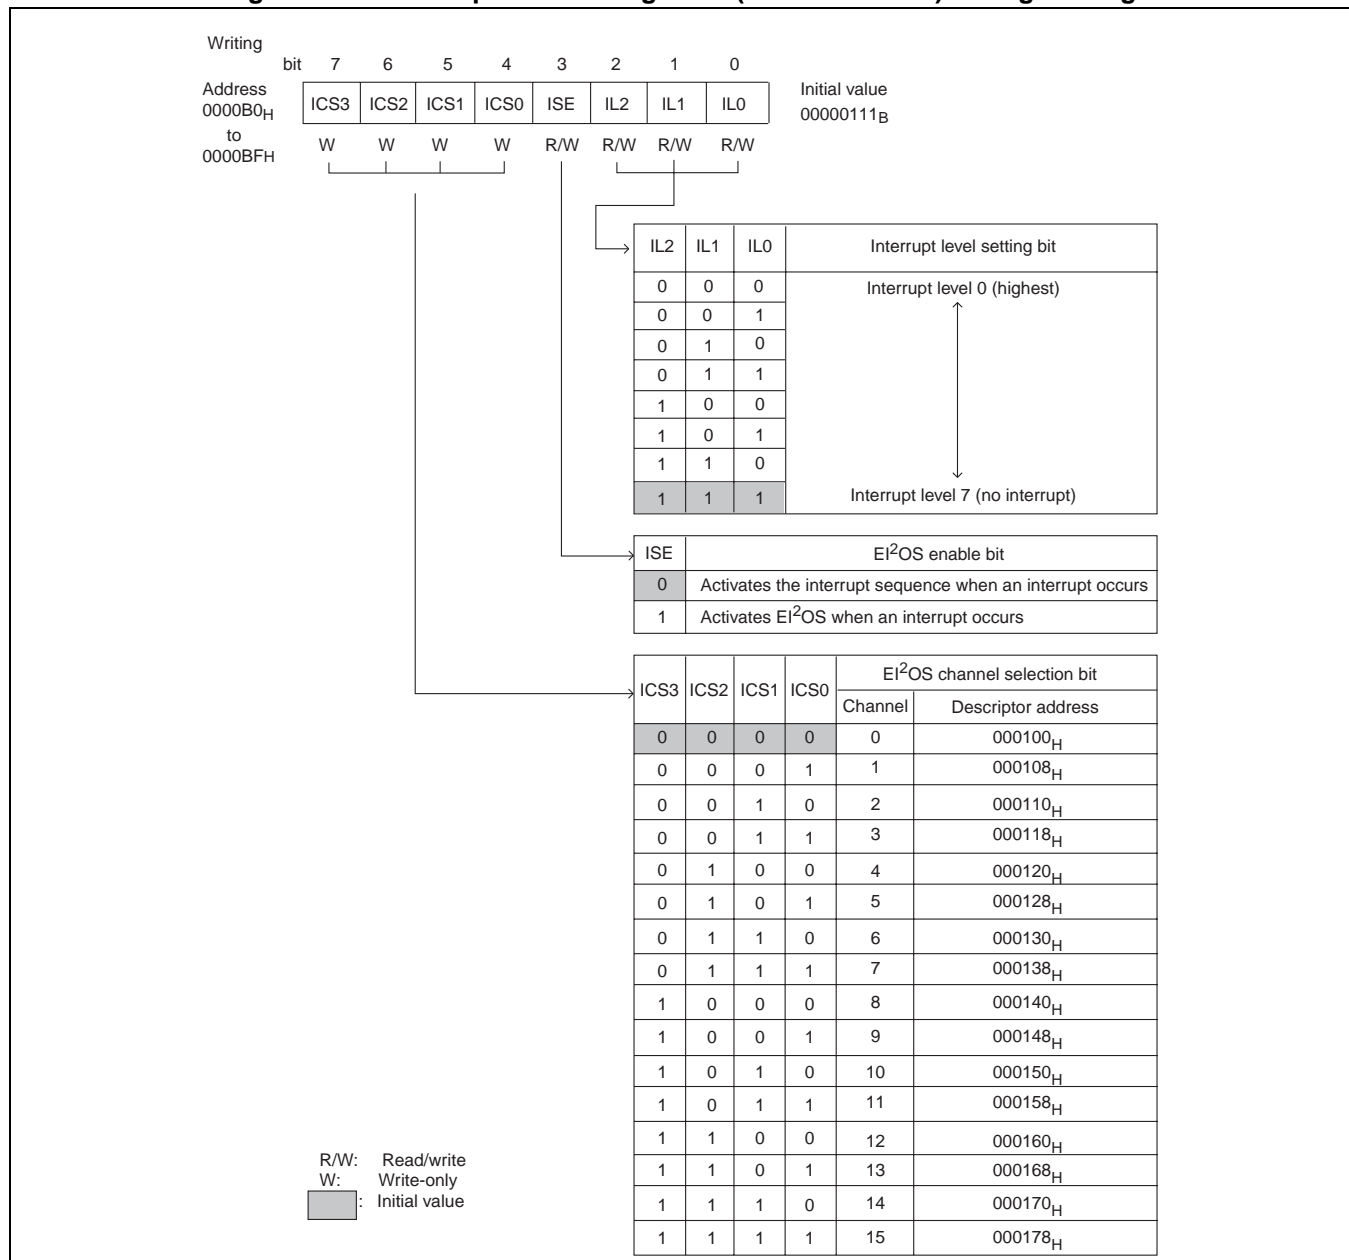 Writing
bit 7 6 5 4 3 2 1 0
Address
0000B0H
to
0000BFH
ICS3 ICS2 ICS1 ICS0 ISE IL2 IL1 IL0
Initial value
00000111B
W W W W R/W R/W R/W R/W
IL2 IL1 IL0 Interrupt level setting bit
0 0 0 Interrupt level 0 (highest)
0 0 1
0 1 0
0 1 1
1 0 0
1 0 1
1 1 0
1 1 1 Interrupt level 7 (no interrupt)
ISE EI2OS enable bit
0 Activates the interrupt sequence when an interrupt occurs
1 Activates EI2OS when an interrupt occurs
ICS3 ICS2 ICS1 ICS0 EI2OS channel selection bit
Channel Descriptor address
0 0 0 0 0 000100H
0 0 0 1 1 000108H
0 0 1 0 2 000110H
0 0 1 1 3 000118H
0 1 0 0 4 000120H
0 1 0 1 5 000128H
0 1 1 0 6 000130H
0 1 1 1 7 000138H
1 0 0 0 8 000140H
1 0 0 1 9 000148H
1 0 1 0 10 000150H
1 0 1 1 11 000158H
1 1 0 0 12 000160H
1 1 0 1 13 000168H
1 1 1 0 14 000170H
1 1 1 1 15 000178H
R/W: Read/write
W: Write-only
: Initial value